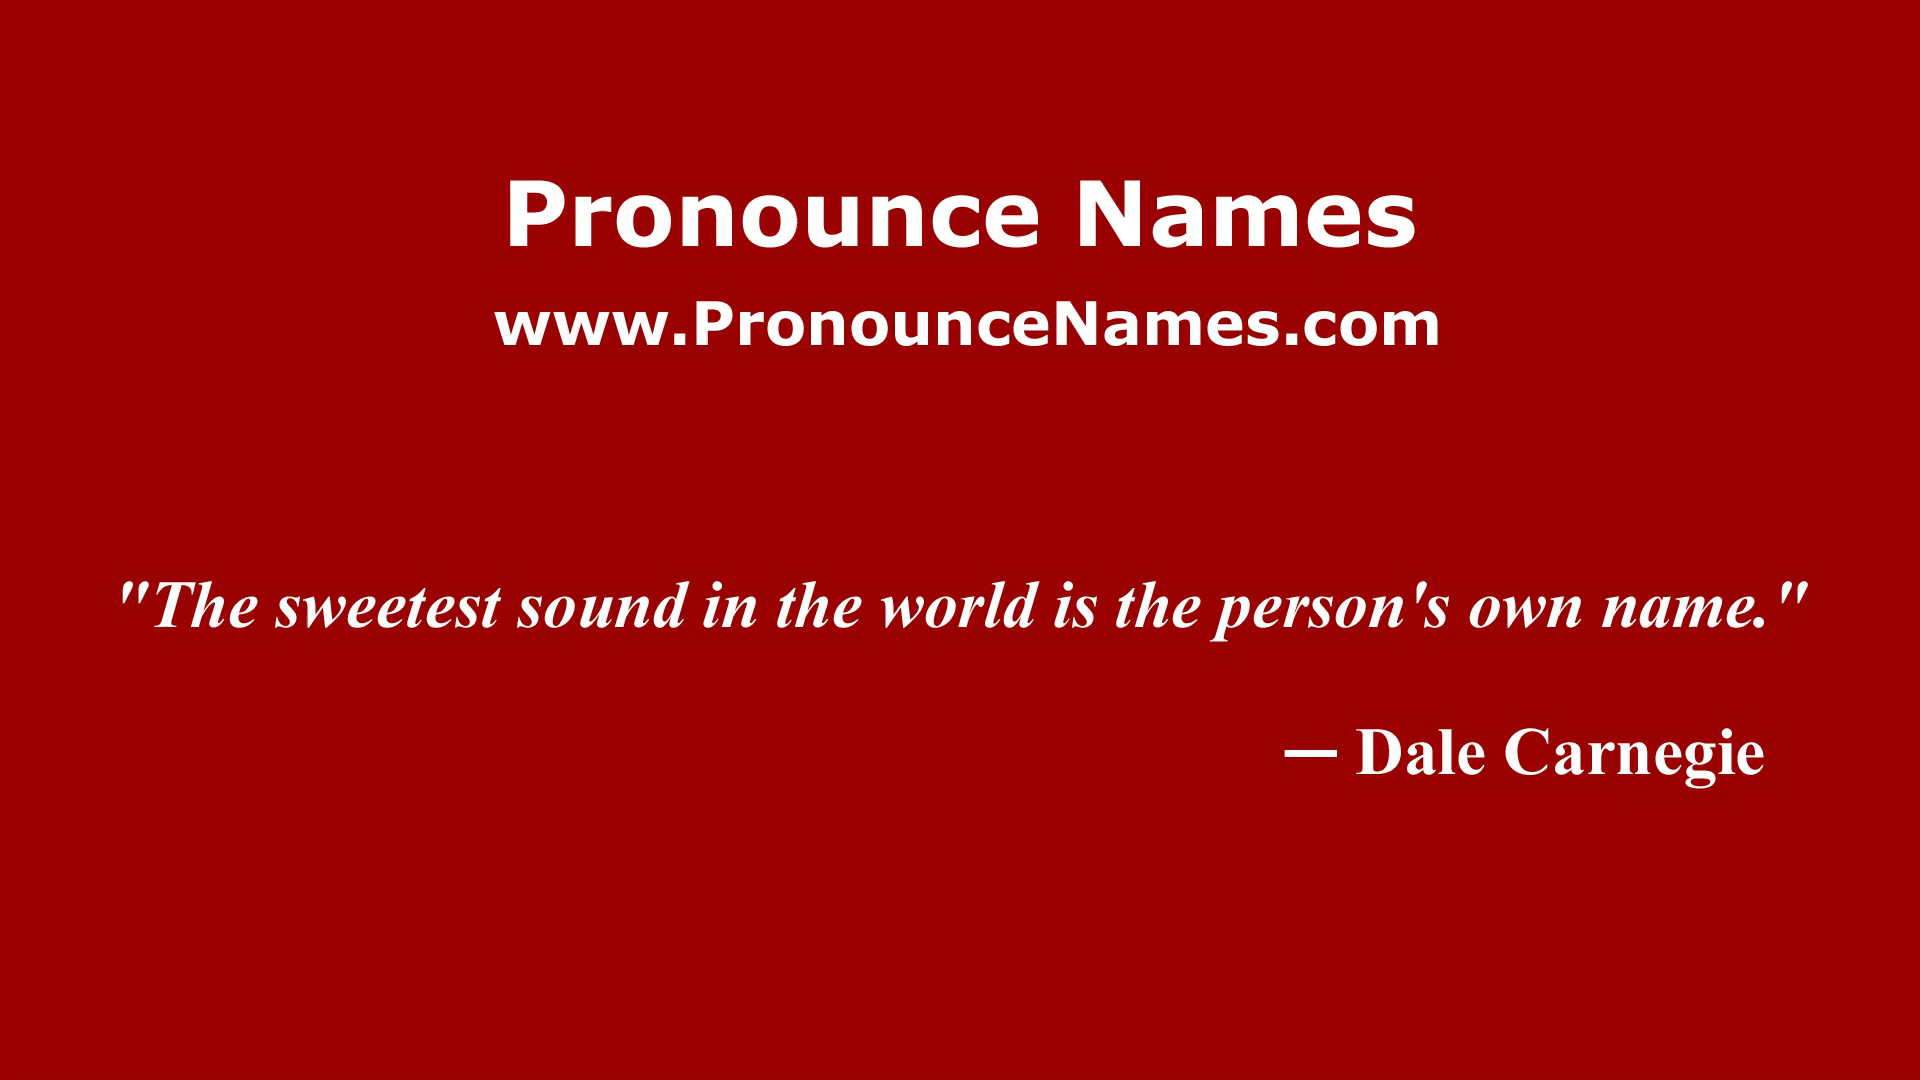 Pronounce Names
www.PronounceNames.com
"The sweetest sound in the world is the person's own name."
— Dale Carnegie